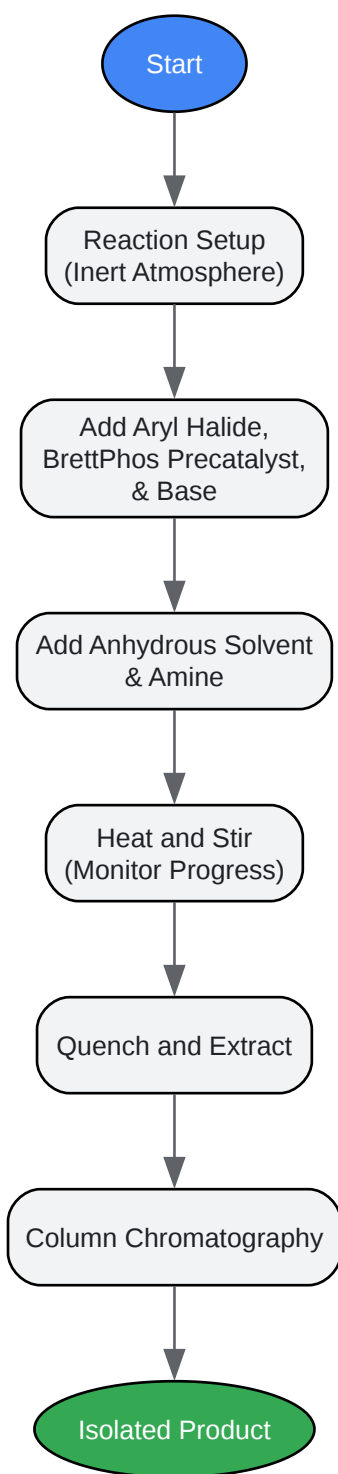 Start
Reaction Setup
(Inert Atmosphere)
Add Aryl Halide,
BrettPhos Precatalyst,
& Base
Add Anhydrous Solvent
& Amine
Heat and Stir
(Monitor Progress)
Quench and Extract
Column Chromatography
Isolated Product